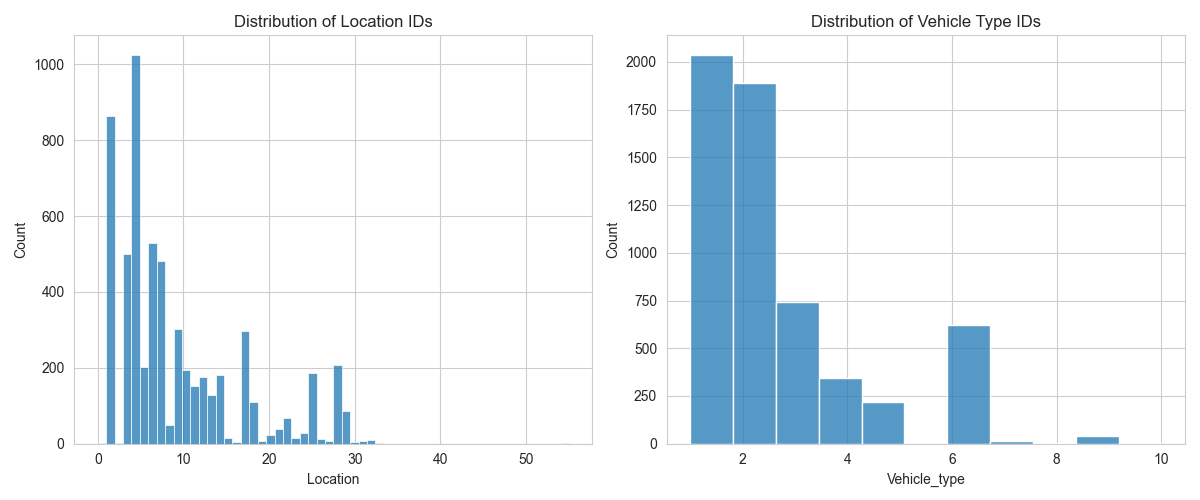 Distribution of Location IDs
Count
1000
800
600
400
200
0
0 10 20 30 40 50
Location
Distribution of Vehicle Type IDs
Count
2000
1750
1500
1250
1000
750
500
250
0
2 4 6 8 10
Vehicle_type